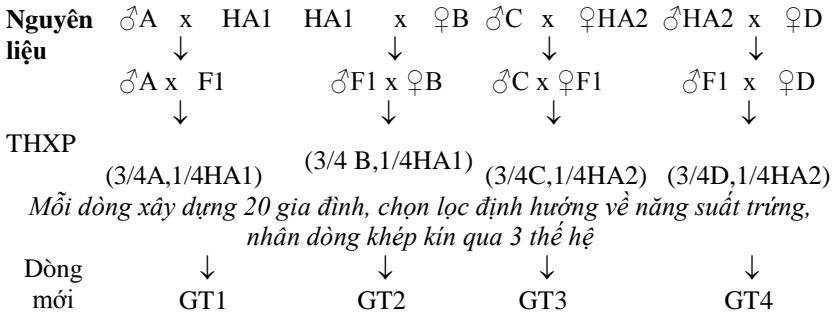 Nguyên ♂A x HA1 HA1 x ♀B ♂C x ♀HA2 ♂HA2 x ♀D
liệu ↓ ↓ ↓ ↓
♂A x F1 ♂F1 x ♀B ♂C x ♀F1 ♂F1 x ♀D
↓ ↓ ↓ ↓
THXP
(3/4A,1/4HA1) (3/4 B,1/4HA1) (3/4C,1/4HA2) (3/4D,1/4HA2)
Mỗi dòng xây dựng 20 gia đình, chọn lọc định hướng về năng suất trứng,
nhân dòng khép kín qua 3 thế hệ
Dòng ↓ ↓ ↓ ↓
mới GT1 GT2 GT3 GT4